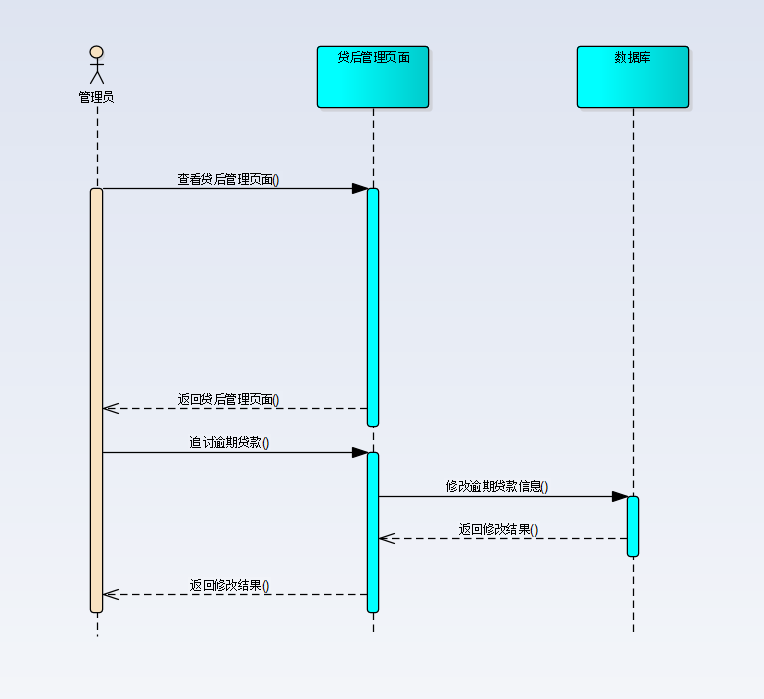 贷后管理页面
数据库
管理员
查看贷后管理页面()
返回贷后管理页面()
追讨逾期贷款()
修改逾期贷款信息()
返回修改结果()
返回修改结果()